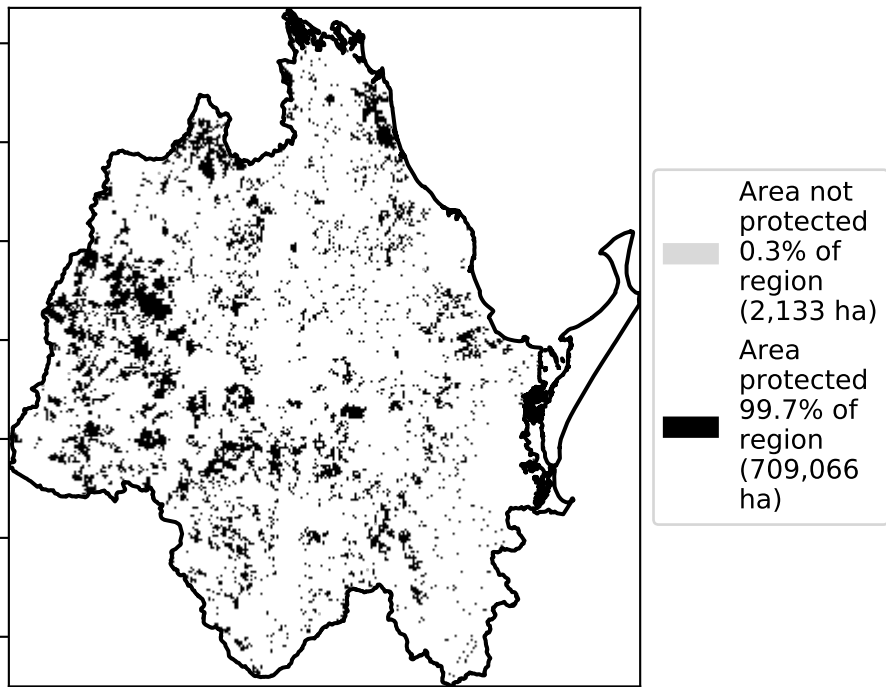 Area not
protected
0.3% of
region
(2,133 ha)
Area
protected
99.7% of
region
(709,066
ha)